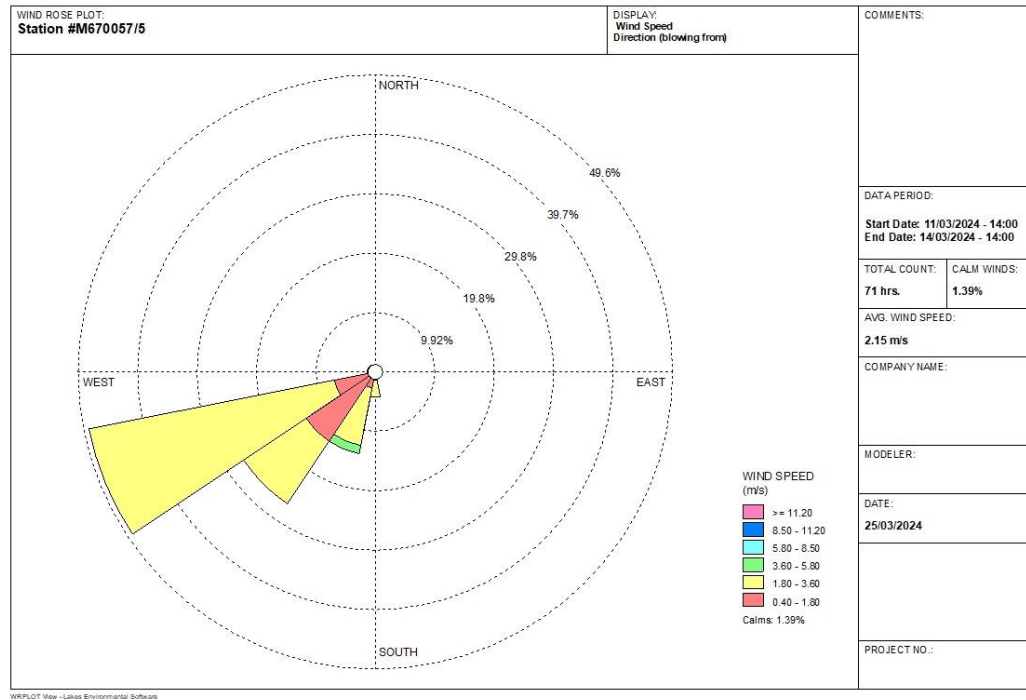 WIND ROSE PLOT:
Station #M670057/5
DISPLAY:
Wind Speed
Direction (blowing from)
COMMENTS:
NORTH
49.6%
39.7%
29.8%
19.8%
9.92%
WEST
EAST
SOUTH
WIND SPEED
(m/s)
>= 11.20
8.50 - 11.20
5.80 - 8.50
3.60 - 5.80
1.80 - 3.60
0.40 - 1.80
Calms: 1.39%
DATA PERIOD:
Start Date: 11/03/2024 - 14:00
End Date: 14/03/2024 - 14:00
TOTAL COUNT:
71 hrs.
CALM WINDS:
1.39%
AVG. WIND SPEED:
2.15 m/s
COMPANY NAME:
MODELER:
DATE:
25/03/2024
PROJECT NO.:
WRPLOT View - Lakes Environmental Software